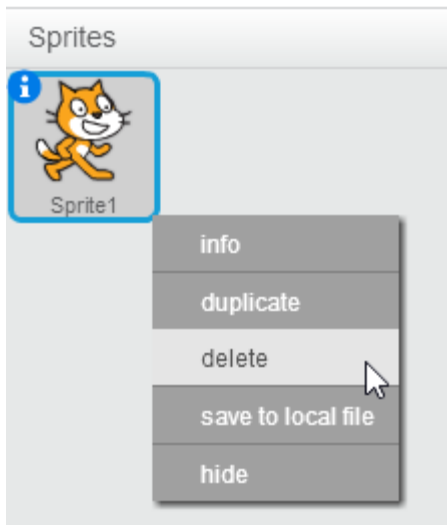 Sprites
i
Sprite1
info
duplicate
delete
save to local file
hide